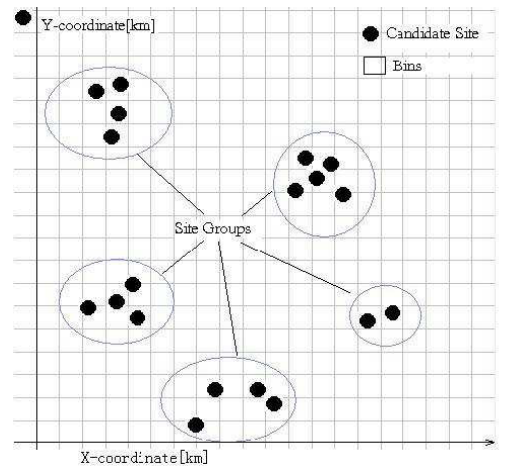 Y-coordinate[km]
Candidate Site
Bins
Site Groups
X-coordinate[km]